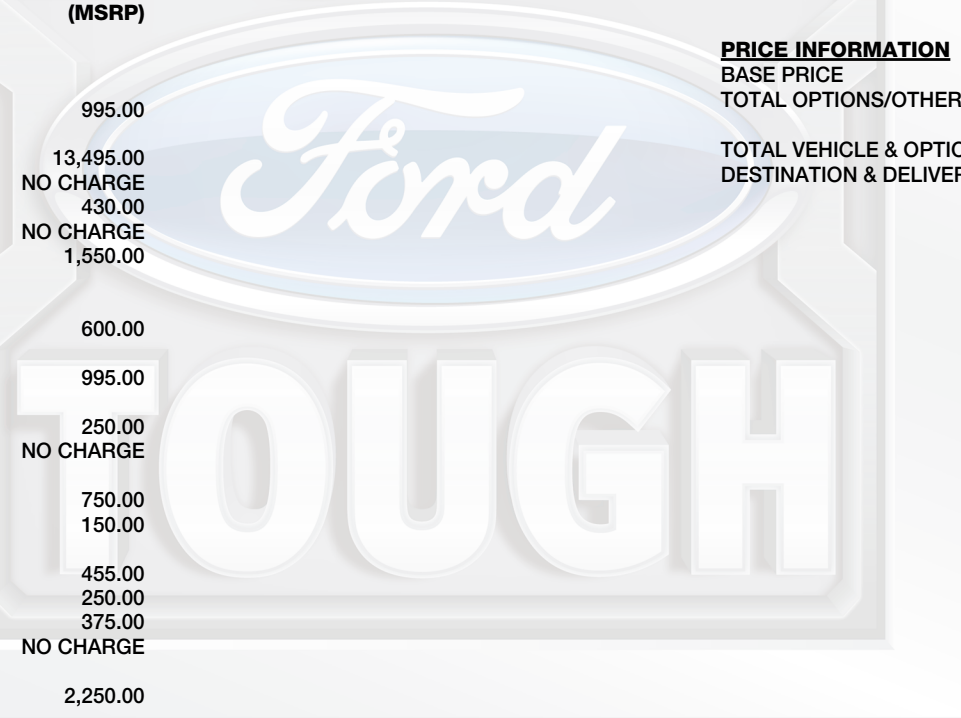 (MSRP)
995.00
13,495.00
NO CHARGE
430.00
NO CHARGE
1,550.00
600.00
995.00
250.00
NO CHARGE
750.00
150.00
455.00
250.00
375.00
NO CHARGE
2,250.00
PRICE INFORMATION
BASE PRICE
TOTAL OPTIONS/OTHER
TOTAL VEHICLE & OPTIO
DESTINATION & DELIVER
Ford
TOUGH